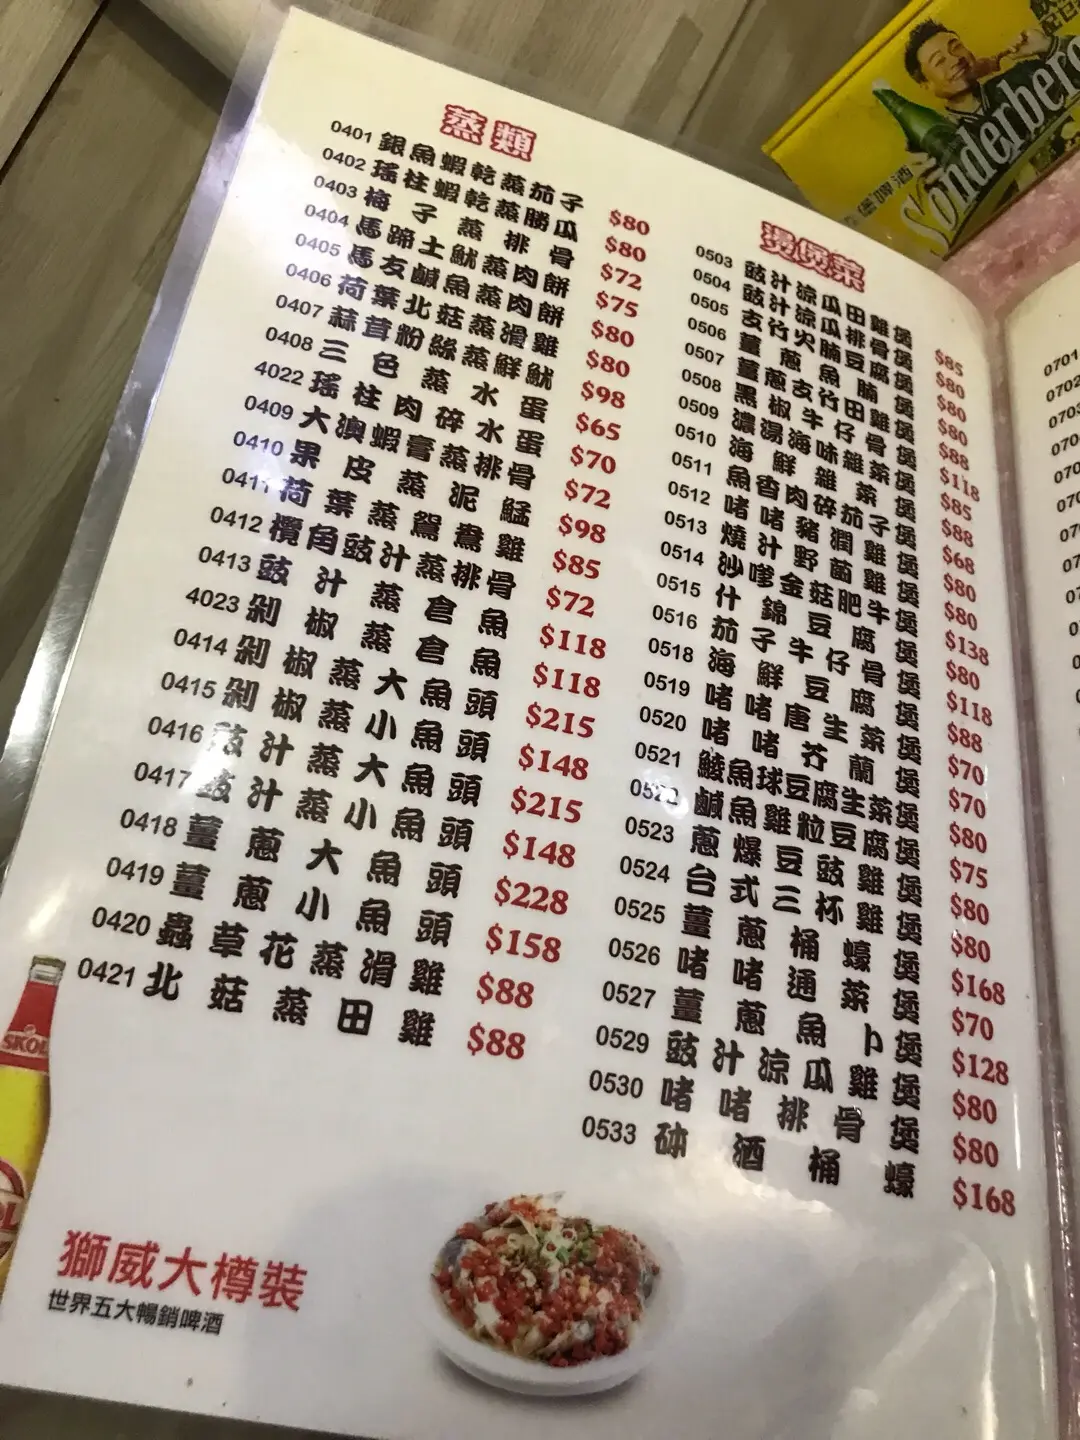 蒸類
0401 銀魚蝦乾蒸茄子 $80
0402 瑤柱蝦乾蒸勝瓜 $80
0403 梅子蒸排骨 $72
0404 馬蹄土魷蒸肉餅 $75
0405 馬友鹹魚蒸肉餅 $80
0406 荷葉北菇蒸滑雞 $80
0407 蒜茸粉絲蒸鮮魷 $98
0408 三色蒸水蛋 $65
4022 瑤柱肉碎水蛋 $70
0409 大澳蝦膏蒸排骨 $72
0410 果皮蒸泥鯭 $98
0411 荷葉蒸鴛鴦雞 $85
0412 欖角豉汁蒸排骨 $72
0413 豉汁蒸倉魚 $118
4023 剁椒蒸倉魚 $118
0414 剁椒蒸大魚頭 $215
0415 剁椒蒸小魚頭 $148
0416 豉汁蒸大魚頭 $215
0417 豉汁蒸小魚頭 $148
0418 薑蔥大魚頭 $228
0419 薑蔥小魚頭 $158
0420 蟲草花蒸滑雞 $88
0421 北菇蒸田雞 $88
獅威大樽裝
世界五大暢銷啤酒
SKOL
0503 豉汁涼瓜田雞煲 $85
0504 豉汁涼瓜排骨煲 $80
0505 支竹火腩豆腐煲 $80
0506 薑蔥魚腩煲 $80
0507 薑蔥支竹田雞煲 $88
0508 黑椒牛仔骨煲 $118
0509 濃湯海味雜菜煲 $85
0510 海鮮雜菜煲 $88
0511 魚香肉碎茄子煲 $68
0512 啫啫豬潤雞煲 $80
0513 燒汁野菌雞煲 $80
0514 沙嗲金菇肥牛煲 $138
0515 什錦豆腐煲 $80
0516 茄子牛仔骨煲 $118
0518 海鮮豆腐煲 $88
0519 啫啫唐生菜煲 $70
0520 啫啫芥蘭煲 $70
0521 鯪魚球豆腐生菜煲 $80
0522 鹹魚雞粒豆腐煲 $75
0523 蔥爆豆豉雞煲 $80
0524 台式三杯雞煲 $80
0525 薑蔥桶蠔煲 $168
0526 啫啫通菜煲 $70
0527 薑蔥魚卜煲 $128
0529 豉汁涼瓜雞煲 $80
0530 啫啫排骨煲 $80
0533 砵酒桶蠔 $168
Sonderberg
啤酒
0701
0702